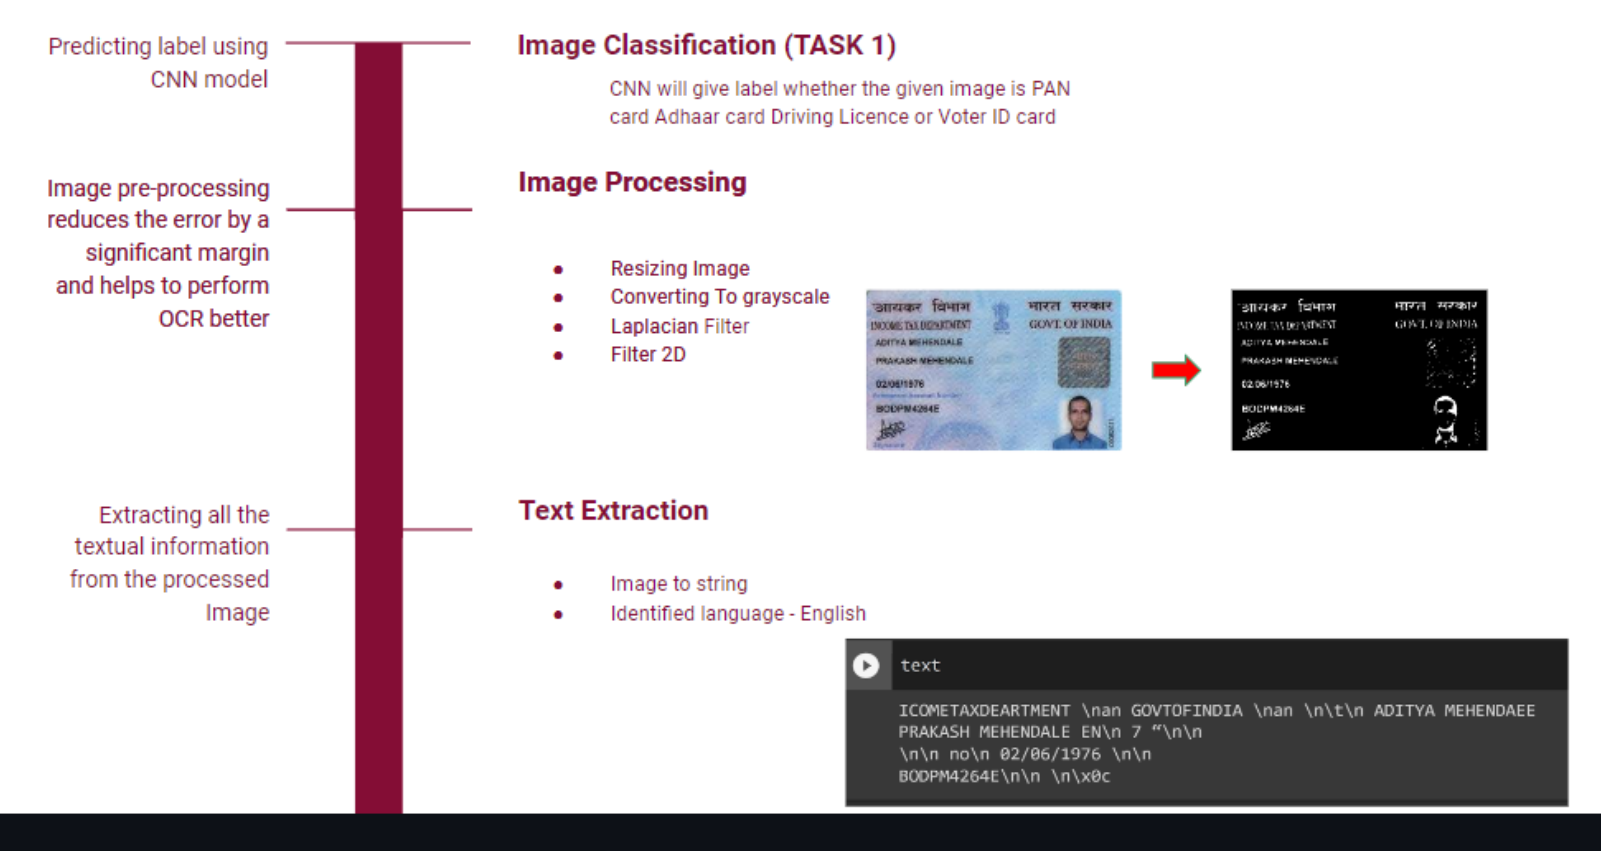 Predicting label using
CNN model
Image Classification (TASK 1)
CNN will give label whether the given image is PAN
card Adhaar card Driving Licence or Voter ID card
Image pre-processing
reduces the error by a
significant margin
and helps to perform
OCR better
Image Processing
● Resizing Image
● Converting To grayscale
● Laplacian Filter
● Filter 2D
आयकर विभाग
भारत सरकार
INCOME TAX DEPARTMENT
GOVT. OF INDIA
ADITYA MEHENDALE
PRAKASH MEHENDALE
02/06/1976
Permanent Account Number
BODPM4264E
Signature
आयकर विभाग
भारत सरकार
INCOME TAX DEPARTMENT
GOVT. OF INDIA
ADITYA MEHENDALE
PRAKASH MEHENDALE
02/06/1976
BODPM4264E
Extracting all the
textual information
from the processed
Image
Text Extraction
● Image to string
● Identified language - English
text
ICOMETAXDEARTMENT \nan GOVTOFINDIA \nan \n\t\n ADITYA MEHENDAEE
PRAKASH MEHENDALE EN\n 7 “\n\n
\n\n no\n 02/06/1976 \n\n
BODPM4264E\n\n \n\x0c